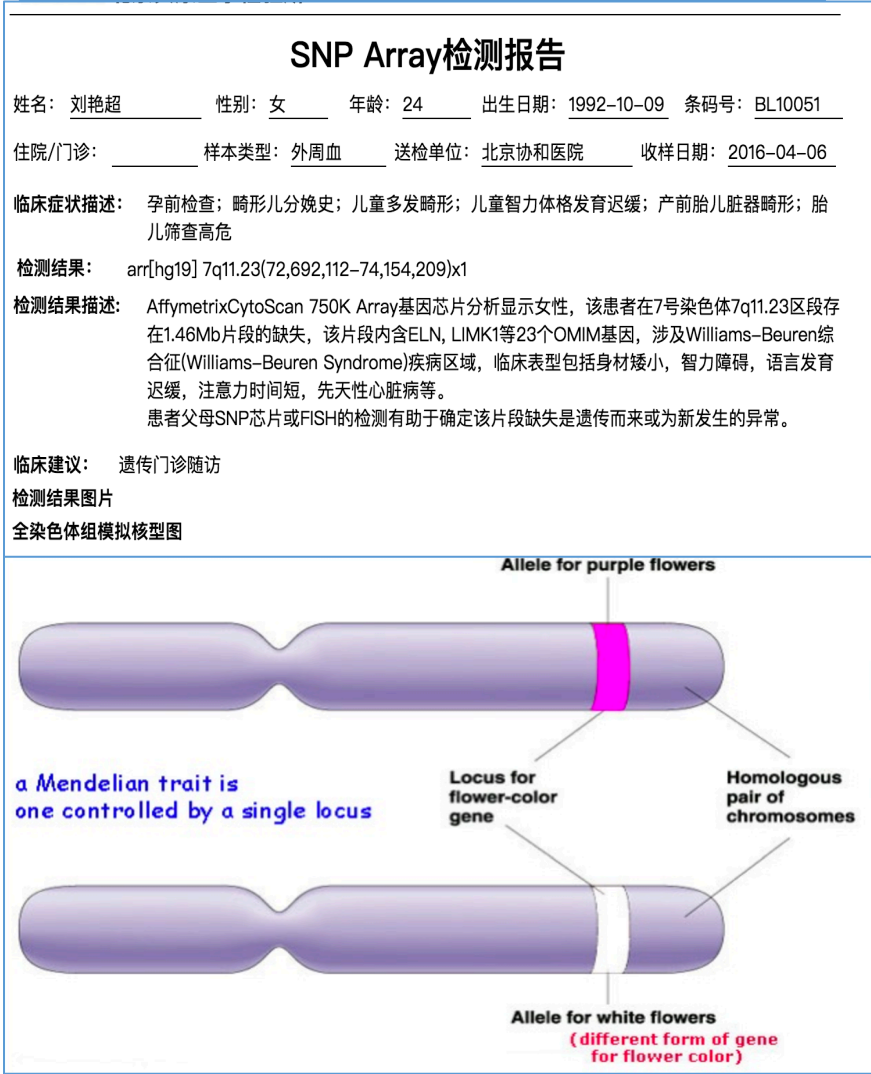 SNP Array检测报告
姓名： 刘艳超 性别：女 年龄：24 出生日期：1992-10-09 条码号：BL10051
住院/门诊： 样本类型：外周血 送检单位：北京协和医院 收样日期：2016-04-06
临床症状描述： 孕前检查；畸形儿分娩史；儿童多发畸形；儿童智力体格发育迟缓；产前胎儿脏器畸形；胎
儿筛查高危
检测结果： arr[hg19] 7q11.23(72,692,112-74,154,209)x1
检测结果描述： AffymetrixCytoScan 750K Array基因芯片分析显示女性，该患者在7号染色体7q11.23区段存
在1.46Mb片段的缺失，该片段内含ELN, LIMK1等23个OMIM基因，涉及Williams-Beuren综
合征(Williams-Beuren Syndrome)疾病区域，临床表型包括身材矮小，智力障碍，语言发育
迟缓，注意力时间短，先天性心脏病等。
患者父母SNP芯片或FISH的检测有助于确定该片段缺失是遗传而来或为新发生的异常。
临床建议： 遗传门诊随访
检测结果图片
全染色体组模拟核型图
Allele for purple flowers
a Mendelian trait is
one controlled by a single locus
Locus for
flower-color
gene
Homologous
pair of
chromosomes
Allele for white flowers
(different form of gene
for flower color)